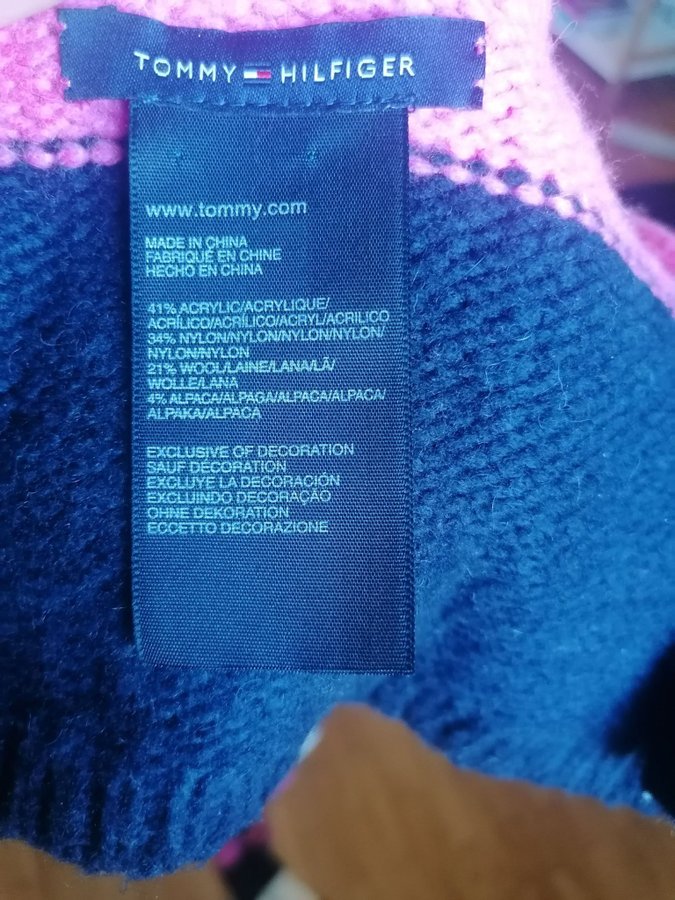 TOMMY HILFIGER
www.tommy.com
MADE IN CHINA
FABRIQUÉ EN CHINE
HECHO EN CHINA
41% ACRYLIC/ACRYLIQUE/
ACRÍLICO/ACRÍLICO/ACRYL/ACRILICO
34% NYLON/NYLON/NYLON/NYLON/
NYLON/NYLON
21% WOOL/LAINE/LANA/LÃ/
WOLLE/LANA
4% ALPACA/ALPAGA/ALPACA/ALPACA/
ALPAKA/ALPACA
EXCLUSIVE OF DECORATION
SAUF DÉCORATION
EXCLUYE LA DECORACIÓN
EXCLUINDO DECORAÇÃO
OHNE DEKORATION
ECCETTO DECORAZIONE